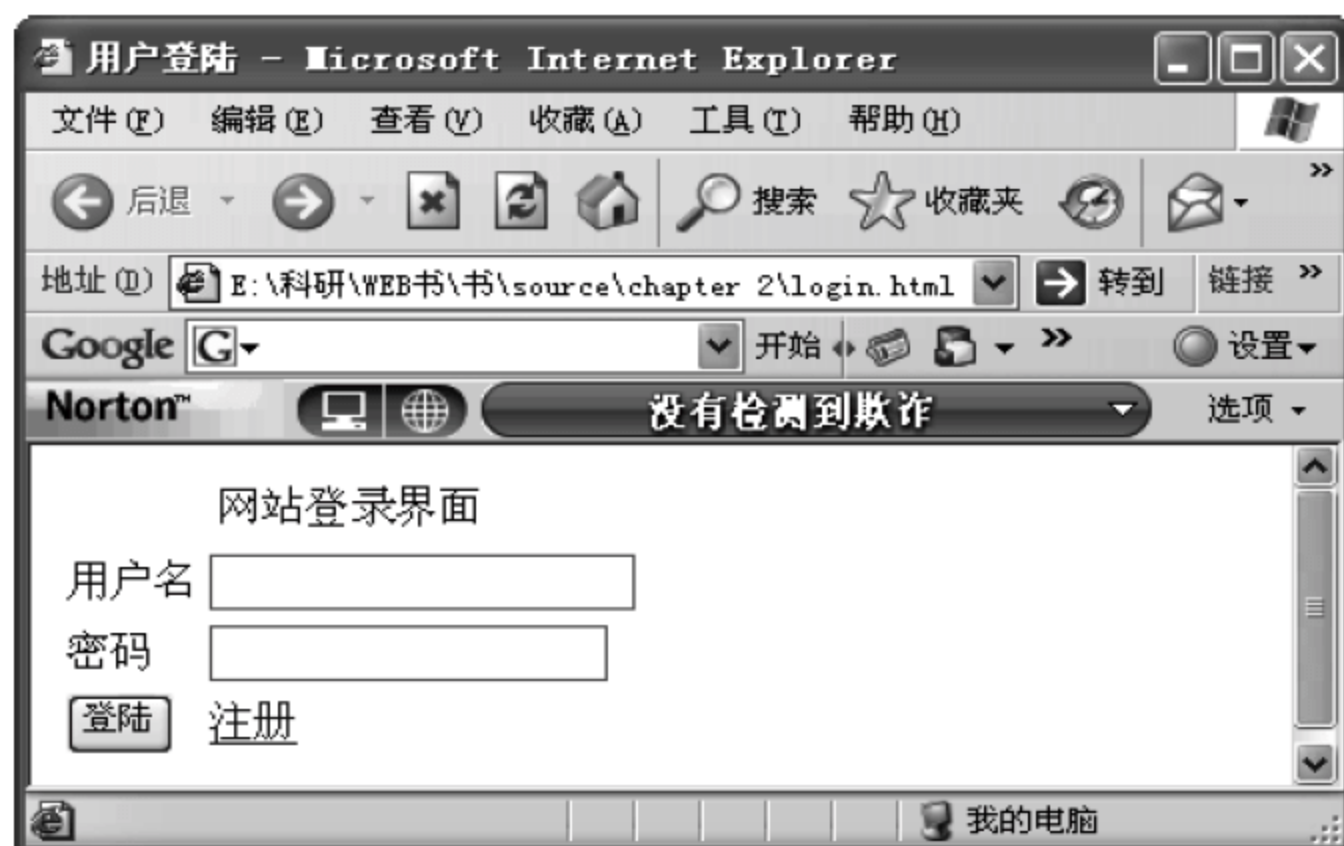 用户登陆 - Microsoft Internet Explorer
文件(F) 编辑(E) 查看(V) 收藏(A) 工具(T) 帮助(H)
后退 搜索 收藏夹 »
地址(D) E:\科研\WEB书\书\source\chapter 2\login.html 转到 链接 »
Google G 开始 » 设置
Norton™ 没有检测到欺诈 选项
网站登录界面
用户名
密码
登陆 注册
我的电脑